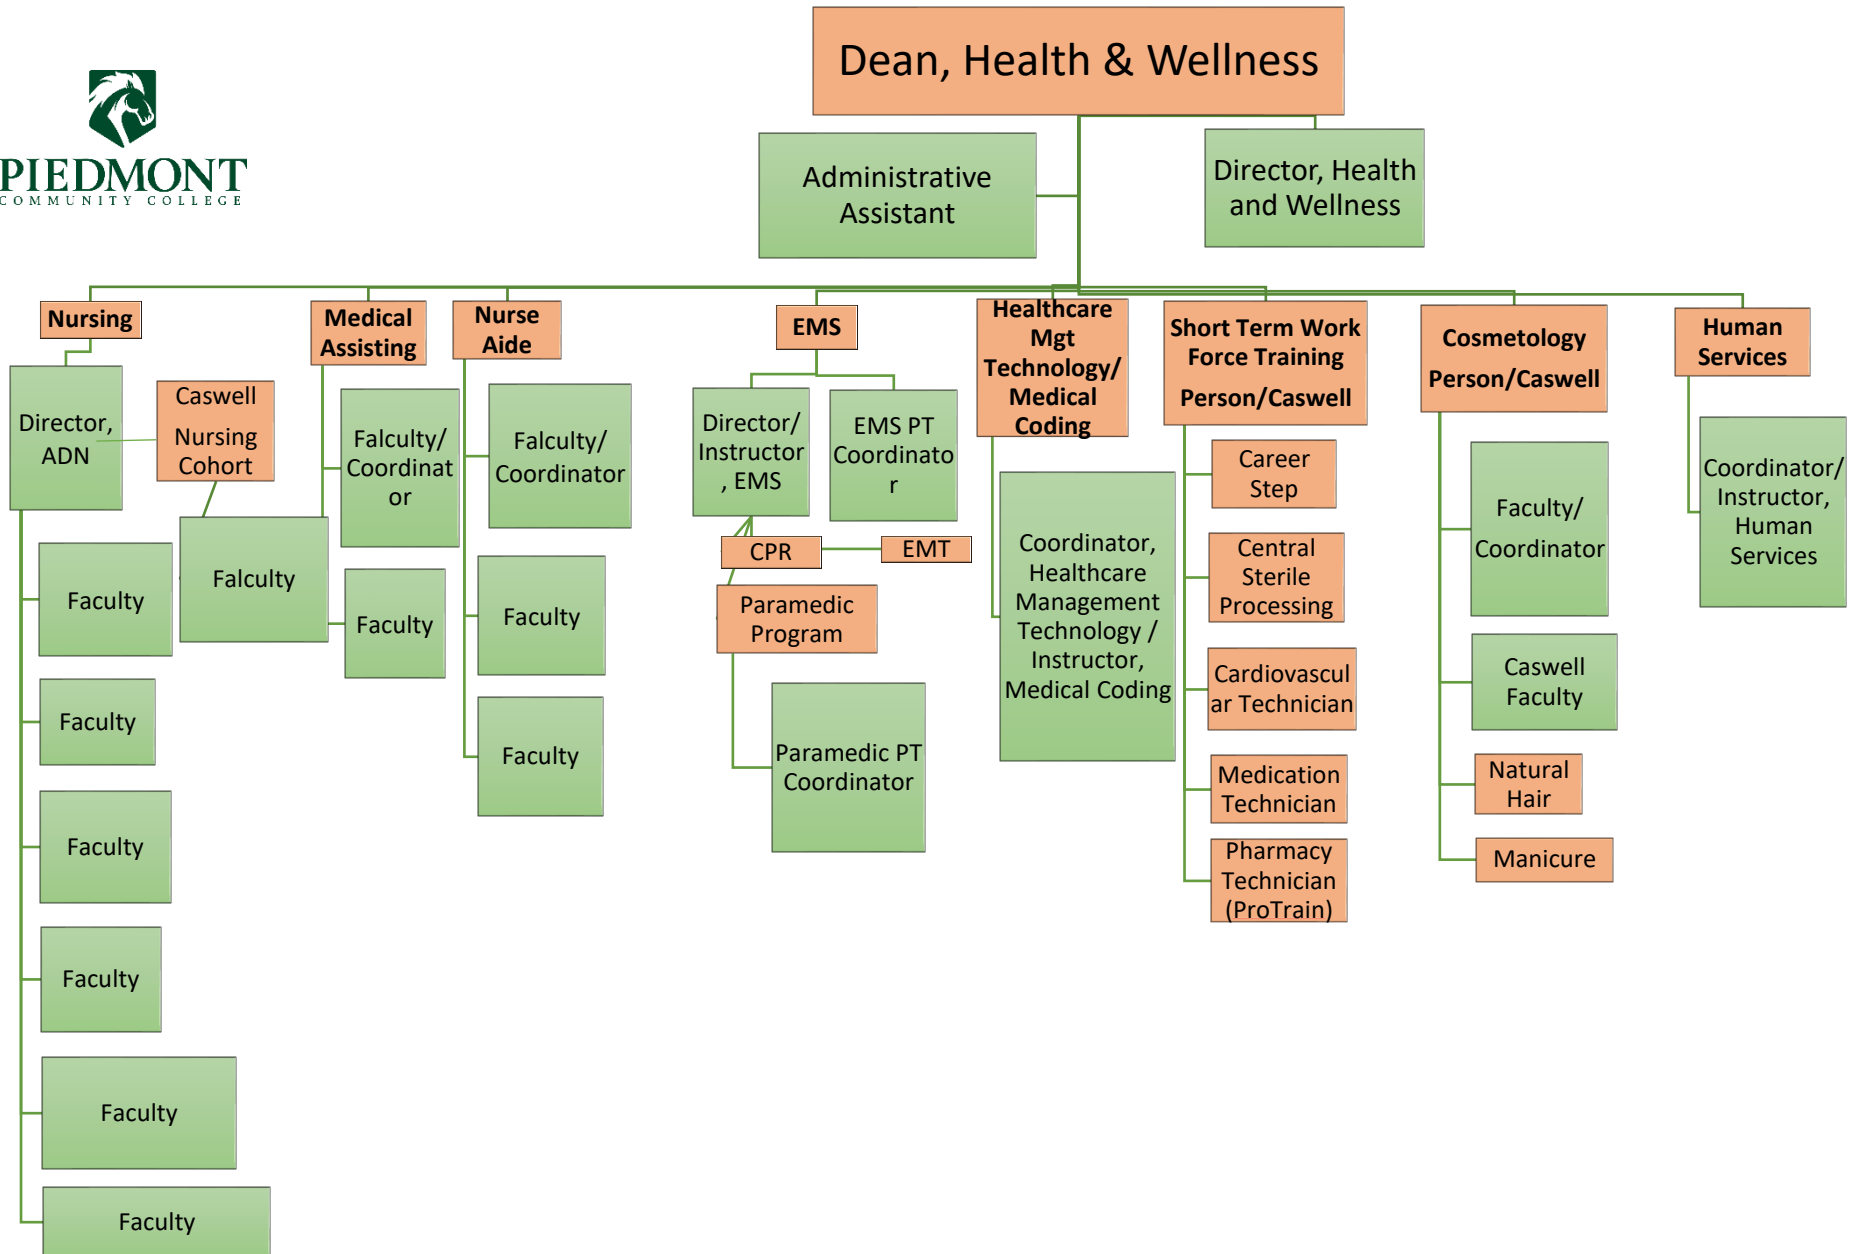 Dean, Health & Wellness
PIEDMONT
COMMUNITY COLLEGE
Administrative
Assistant
Director, Health
and Wellness
Nursing
Director,
ADN
Caswell
Nursing
Cohort
Falculty
Faculty
Faculty
Faculty
Faculty
Faculty
Faculty
Medical
Assisting
Falculty/
Coordinat
or
Faculty
Nurse
Aide
Falculty/
Coordinator
Faculty
Faculty
EMS
Director/
Instructor
, EMS
EMS PT
Coordinato
r
CPR
EMT
Paramedic
Program
Paramedic PT
Coordinator
Healthcare
Mgt
Technology/
Medical
Coding
Coordinator,
Healthcare
Management
Technology /
Instructor,
Medical Coding
Short Term Work
Force Training
Person/Caswell
Career
Step
Central
Sterile
Processing
Cardiovascul
ar Technician
Medication
Technician
Pharmacy
Technician
(ProTrain)
Cosmetology
Person/Caswell
Faculty/
Coordinator
Caswell
Faculty
Natural
Hair
Manicure
Human
Services
Coordinator/
Instructor,
Human
Services